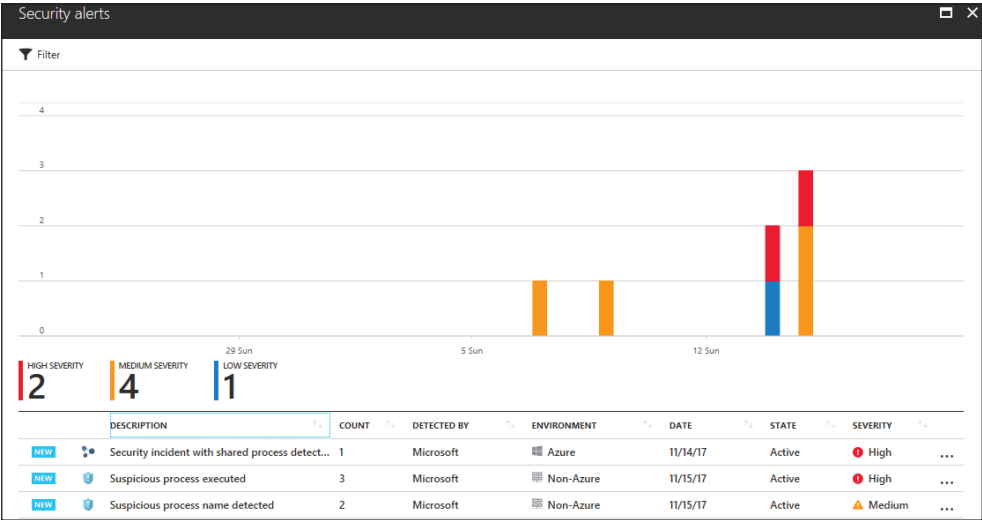 Security alerts
Filter
4
3
2
1
0
29 Sun 5 Sun 12 Sun
HIGH SEVERITY MEDIUM SEVERITY LOW SEVERITY
2 4 1
DESCRIPTION COUNT DETECTED BY ENVIRONMENT DATE STATE SEVERITY
NEW Security incident with shared process detect... 1 Microsoft Azure 11/14/17 Active High ...
NEW Suspicious process executed 3 Microsoft Non-Azure 11/15/17 Active High ...
NEW Suspicious process name detected 2 Microsoft Non-Azure 11/15/17 Active Medium ...